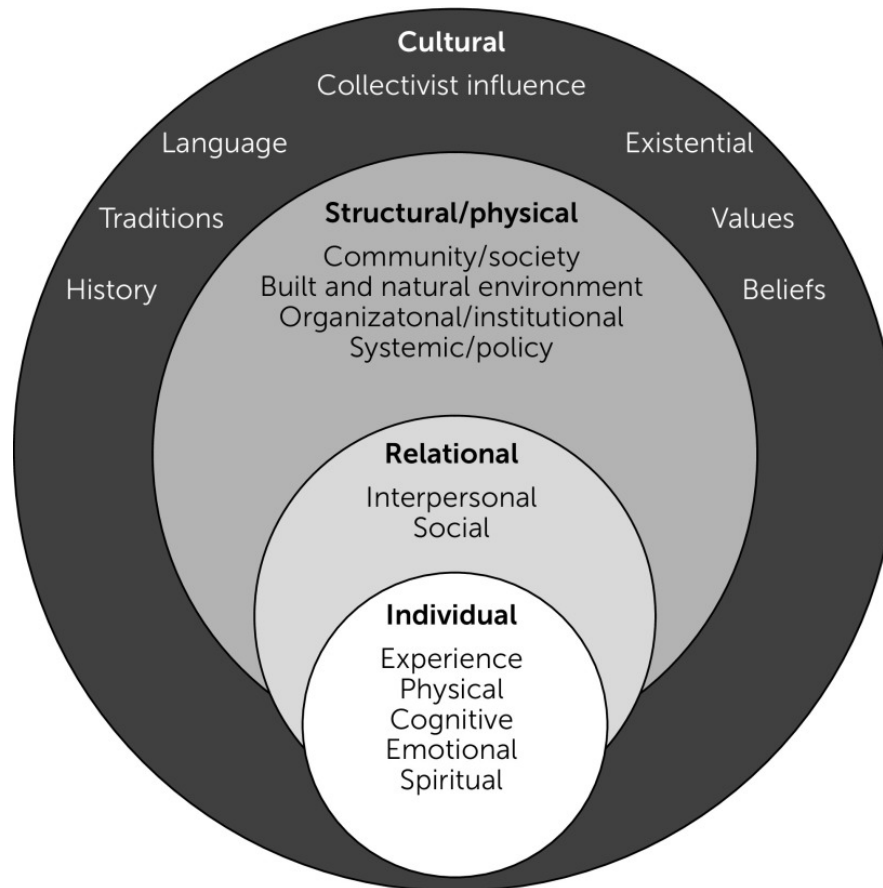 Cultural
Collectivist influence
Language
Existential
Traditions
Values
History
Beliefs
Structural/physical
Community/society
Built and natural environment
Organizatonal/institutional
Systemic/policy
Relational
Interpersonal
Social
Individual
Experience
Physical
Cognitive
Emotional
Spiritual